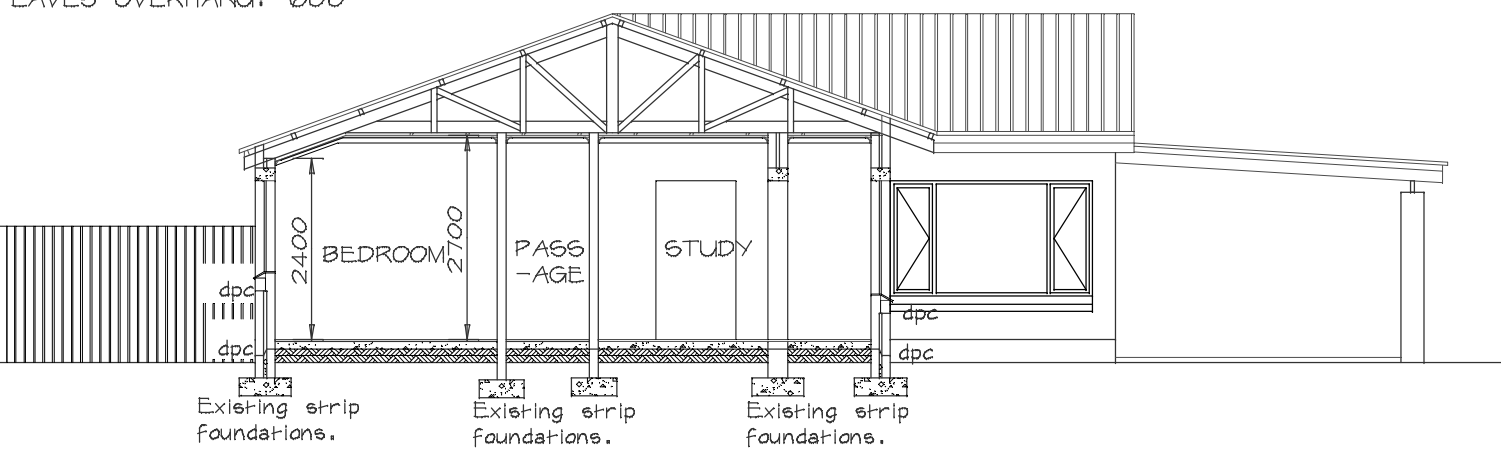 2400
BEDROOM
2700
PASS
-AGE
STUDY
dpc
dpc
dpc
dpc
Existing strip
foundations.
Existing strip
foundations.
Existing strip
foundations.